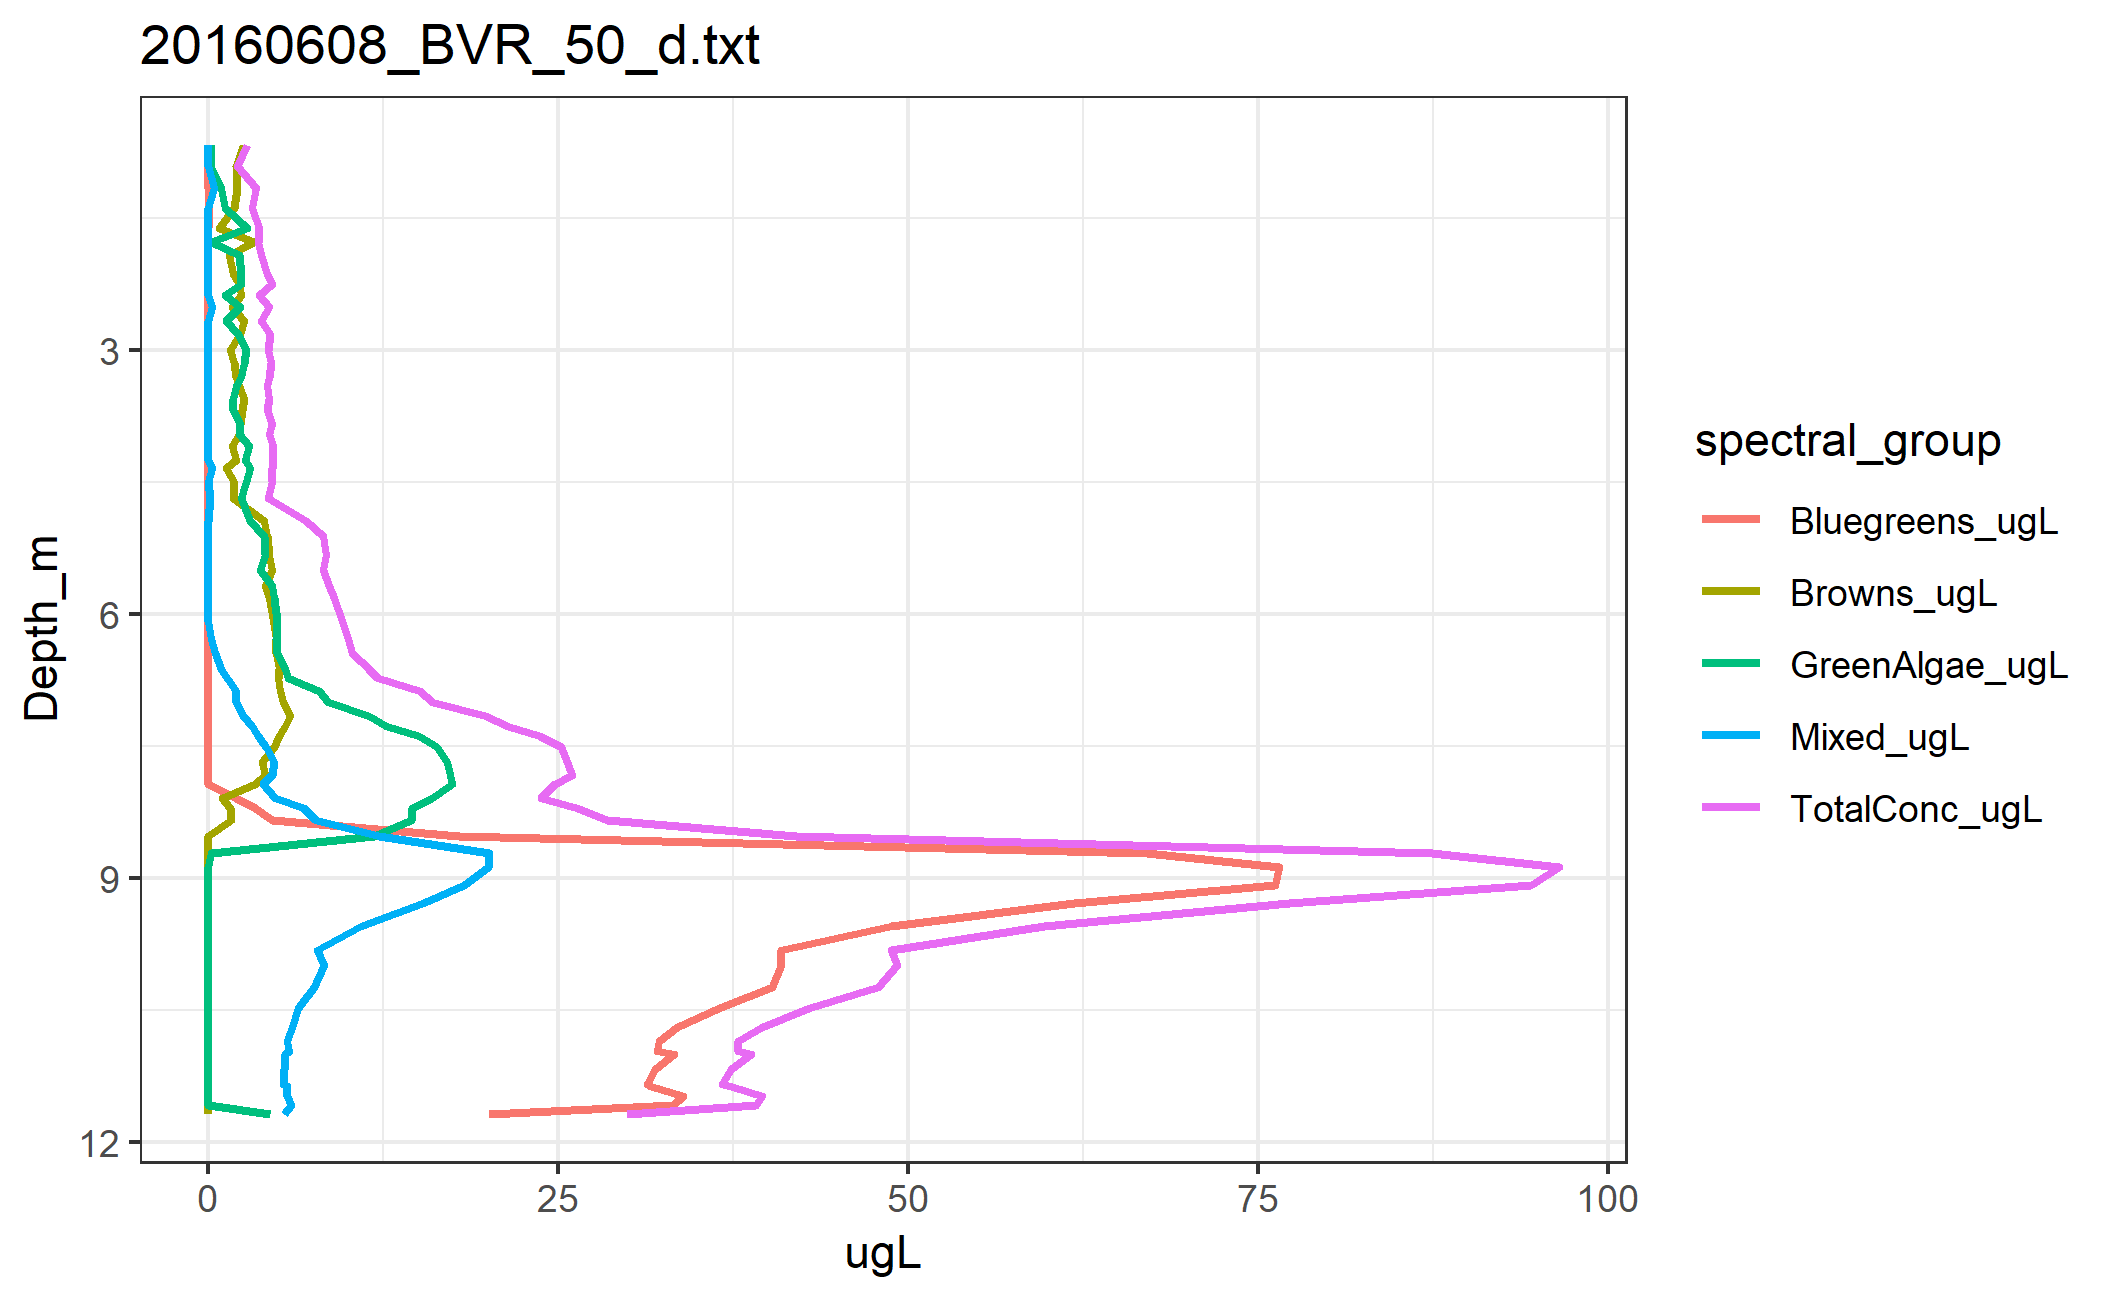 20160608_BVR_50_d.txt
Depth_m
3
6
9
12
0 25 50 75 100
ugL
spectral_group
Bluegreens_ugL
Browns_ugL
GreenAlgae_ugL
Mixed_ugL
TotalConc_ugL